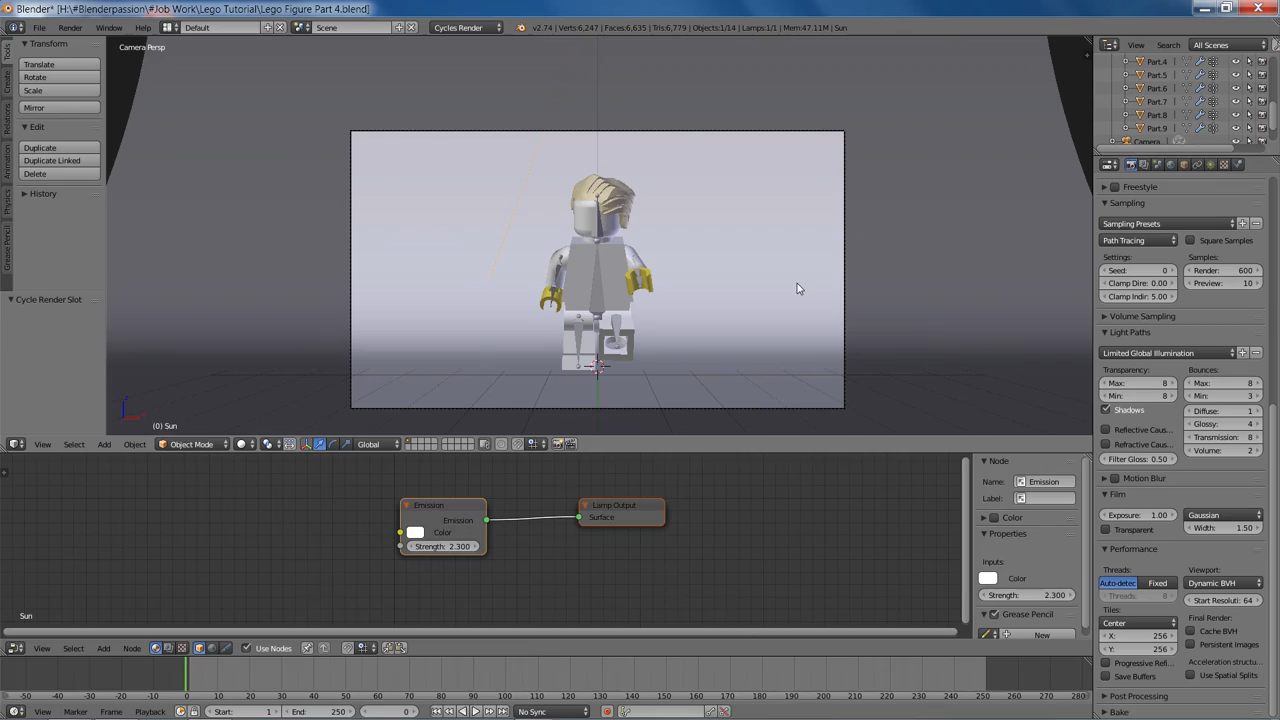 Blender* [H:\#Blenderpassion\#Job Work\Lego Tutorial\Lego Figure Part 4.blend]
File Render Window Help Default Scene Cycles Render v2.74 | Verts:6,247 | Faces:6,635 | Tris:6,779 | Objects:1/14 | Lamps:1/1 | Mem:47.11M | Sun
Tools
Create
Relations
Animation
Physics
Grease Pencil
Transform
Translate
Rotate
Scale
Mirror
Edit
Duplicate
Duplicate Linked
Delete
History
Cycle Render Slot
Camera Persp
(0) Sun
View Select Add Object Object Mode Global
Emission
Emission
Color
Strength: 2.300
Lamp Output
Surface
Sun
Node
Name: Emission
Label:
Color
Properties
Inputs:
Color
Strength: 2.300
Grease Pencil
New
View Select Add Node Use Nodes
-50 -40 -30 -20 -10 0 10 20 30 40 50 60 70 80 90 100 110 120 130 140 150 160 170 180 190 200 210 220 230 240 250 260 270 280
View Marker Frame Playback Start: 1 End: 250 0 No Sync
View Search All Scenes
Part.4
Part.5
Part.6
Part.7
Part.8
Part.9
Camera
Freestyle
Sampling
Sampling Presets
Path Tracing Square Samples
Settings: Samples:
Seed: 0 Render: 600
Clamp Dire: 0.00 Preview: 10
Clamp Indir: 5.00
Volume Sampling
Light Paths
Limited Global Illumination
Transparency: Bounces:
Max: 8 Max: 8
Min: 8 Min: 3
Shadows Diffuse: 1
Glossy: 4
Reflective Caus... Transmission: 8
Refractive Cau... Volume: 2
Filter Gloss: 0.50
Motion Blur
Film
Exposure: 1.00 Gaussian
Transparent Width: 1.50
Performance
Threads: Viewport:
Auto-detec Fixed Dynamic BVH
Threads: 8 Start Resoluti: 64
Tiles: Final Render:
Center Cache BVH
X: 256 Persistent Images
Y: 256 Acceleration structu...
Progressive Refi... Use Spatial Splits
Save Buffers
Post Processing
Bake